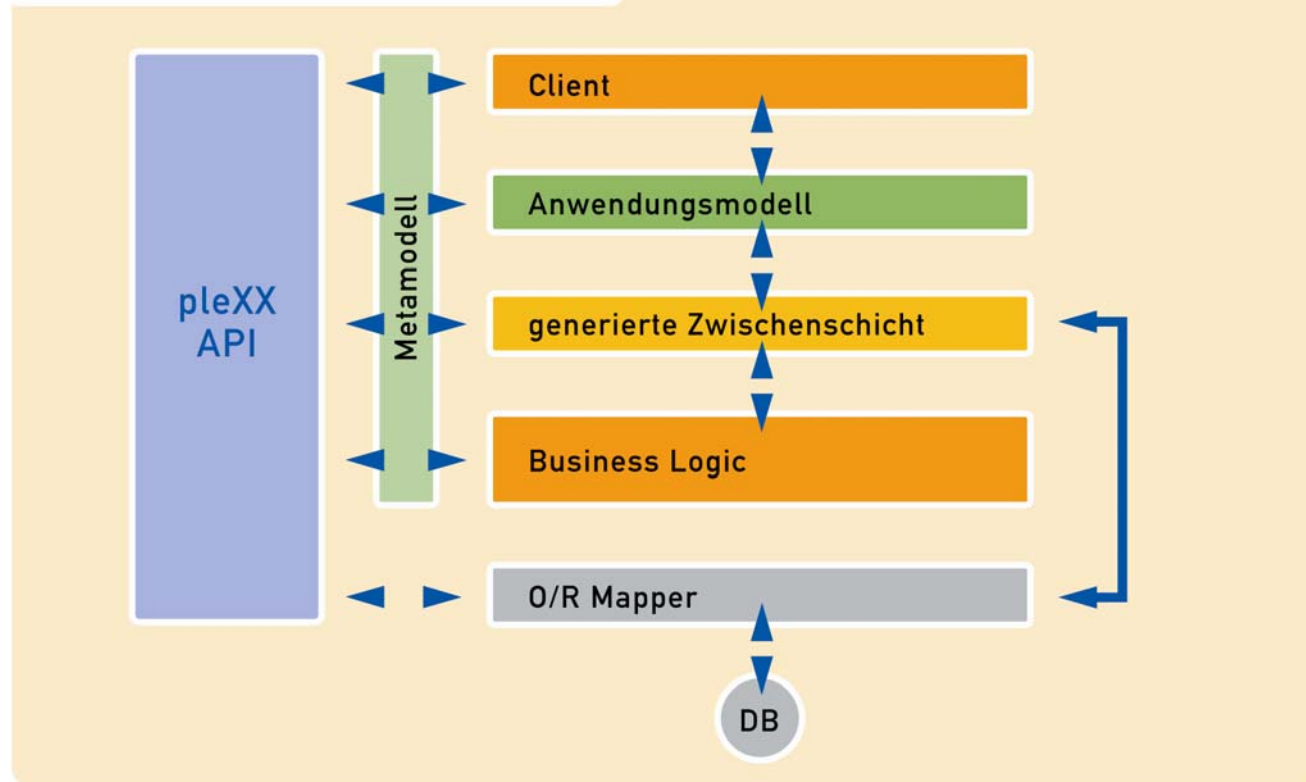 pleXX
API
Metamodell
Client
Anwendungsmodell
generierte Zwischenschicht
Business Logic
O/R Mapper
DB